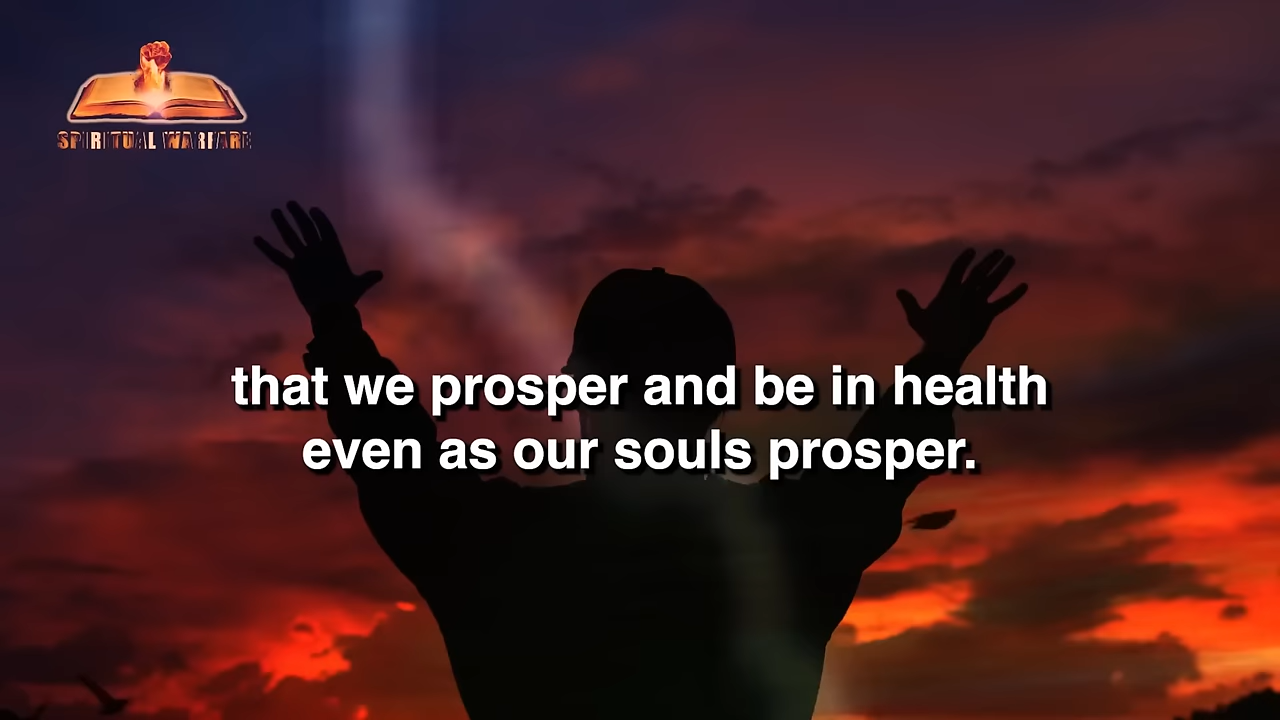 SPIRITUAL WARFARE
that we prosper and be in health
even as our souls prosper.